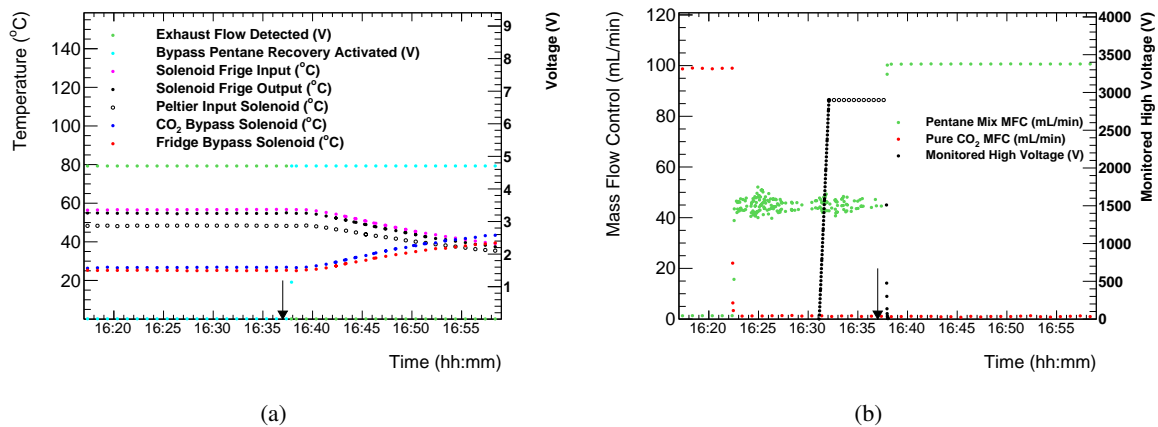 Temperature (°C)
160
140
120
100
80
60
40
20
Exhaust Flow Detected (V)
Bypass Pentane Recovery Activated (V)
Solenoid Frige Input (°C)
Solenoid Frige Output (°C)
Peltier Input Solenoid (°C)
CO₂ Bypass Solenoid (°C)
Fridge Bypass Solenoid (°C)
Voltage (V)
9
8
7
6
5
4
3
2
1
16:20 16:25 16:30 16:35 16:40 16:45 16:50 16:55
Time (hh:mm)
(a)
Mass Flow Control (mL/min)
120
100
80
60
40
20
0
Pentane Mix MFC (mL/min)
Pure CO₂ MFC (mL/min)
Monitored High Voltage (V)
Monitored High Voltage (V)
4000
3500
3000
2500
2000
1500
1000
500
0
16:20 16:25 16:30 16:35 16:40 16:45 16:50 16:55
Time (hh:mm)
(b)